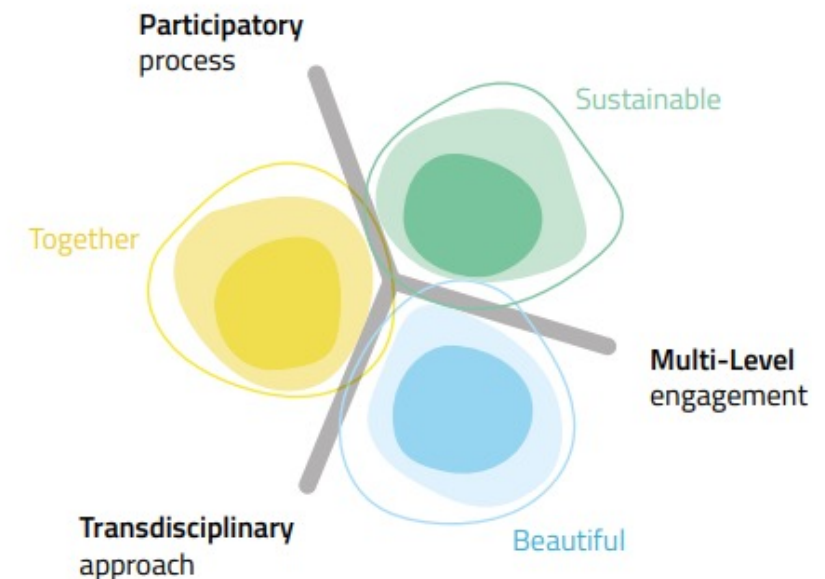 Participatory
process
Sustainable
Together
Multi-Level
engagement
Transdisciplinary
approach
Beautiful